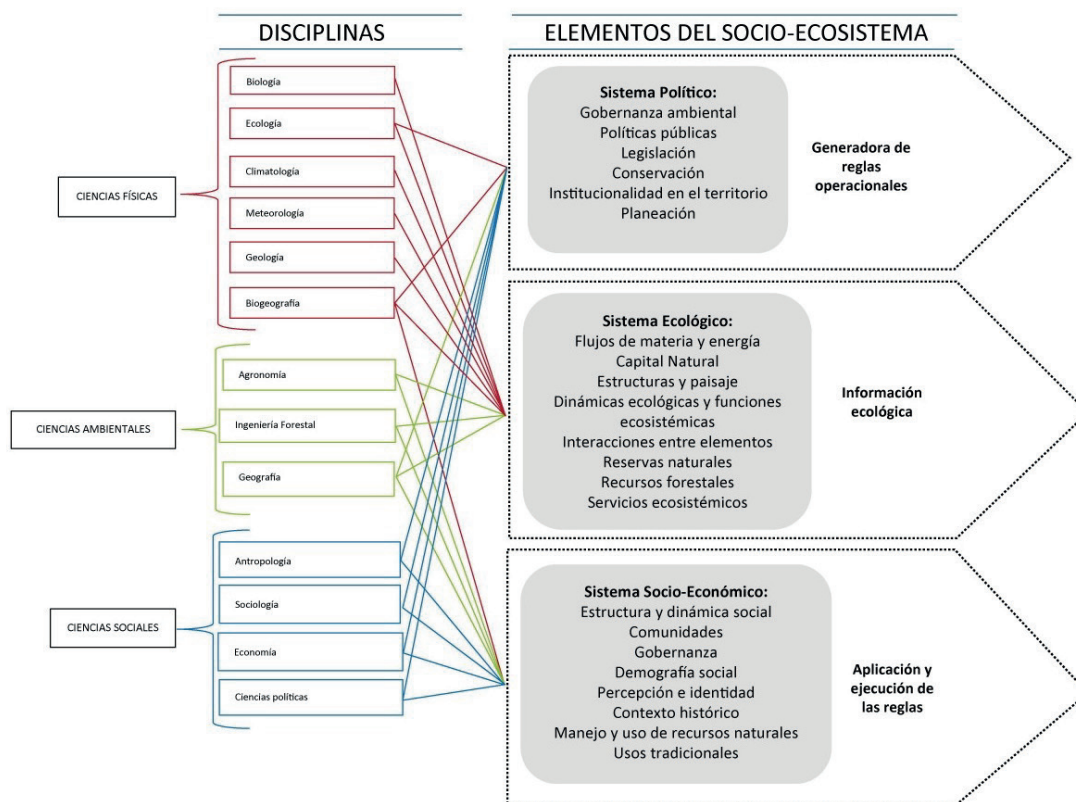 DISCIPLINAS
ELEMENTOS DEL SOCIO-ECOSISTEMA
CIENCIAS FÍSICAS
Biología
Ecología
Climatología
Meteorología
Geología
Biogeografía
CIENCIAS AMBIENTALES
Agronomía
Ingeniería Forestal
Geografía
CIENCIAS SOCIALES
Antropología
Sociología
Economía
Ciencias políticas
Sistema Político:
Gobernanza ambiental
Políticas públicas
Legislación
Conservación
Institucionalidad en el territorio
Planeación
Generadora de
reglas
operacionales
Sistema Ecológico:
Flujos de materia y energía
Capital Natural
Estructuras y paisaje
Dinámicas ecológicas y funciones
ecosistémicas
Interacciones entre elementos
Reservas naturales
Recursos forestales
Servicios ecosistémicos
Información
ecológica
Sistema Socio-Económico:
Estructura y dinámica social
Comunidades
Gobernanza
Demografía social
Percepción e identidad
Contexto histórico
Manejo y uso de recursos naturales
Usos tradicionales
Aplicación y
ejecución de
las reglas